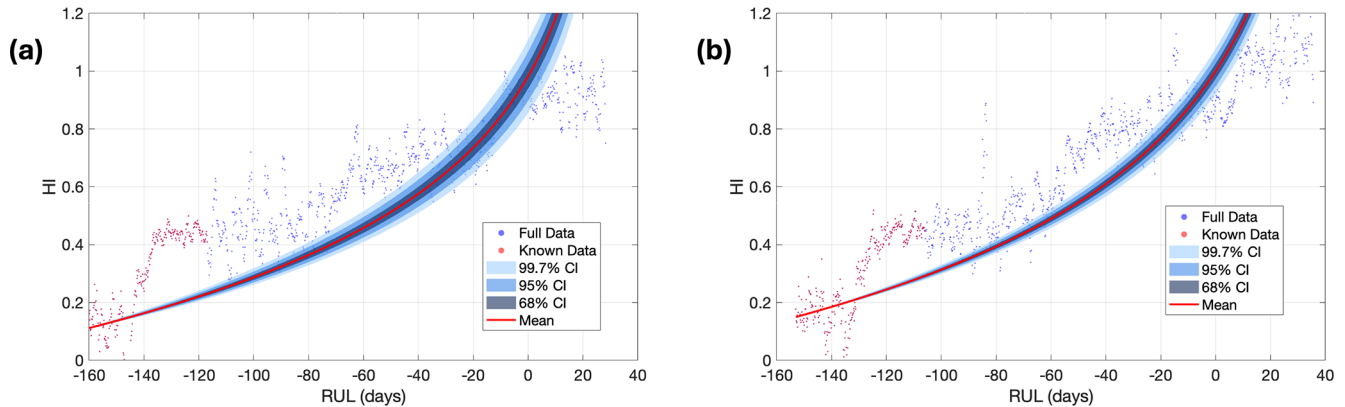 (a)
1.2
1
0.8
0.6
0.4
0.2
0
HI
-160 -140 -120 -100 -80 -60 -40 -20 0 20 40
RUL (days)
Full Data
Known Data
99.7% CI
95% CI
68% CI
Mean
(b)
1.2
1
0.8
0.6
0.4
0.2
0
HI
-160 -140 -120 -100 -80 -60 -40 -20 0 20 40
RUL (days)
Full Data
Known Data
99.7% CI
95% CI
68% CI
Mean